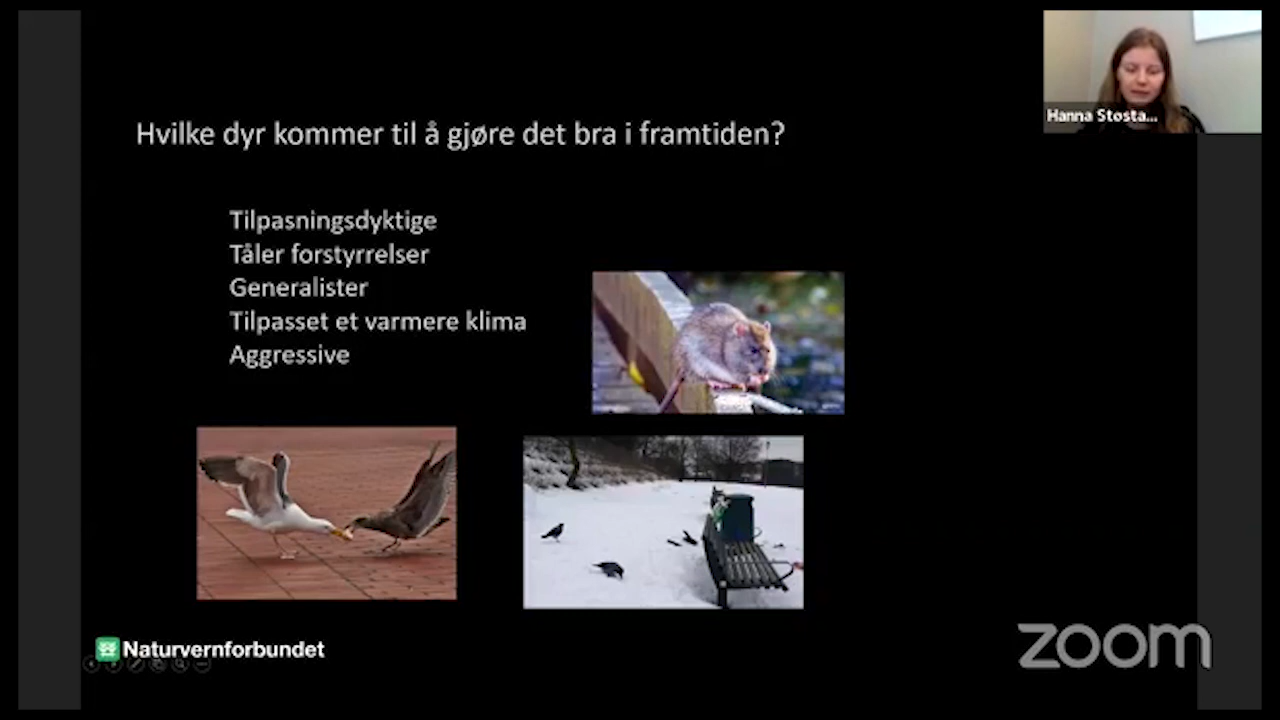 Hanna Støsta...
Hvilke dyr kommer til å gjøre det bra i framtiden?
Tilpasningsdyktige
Tåler forstyrrelser
Generalister
Tilpasset et varmere klima
Aggressive
Naturvernforbundet
zoom